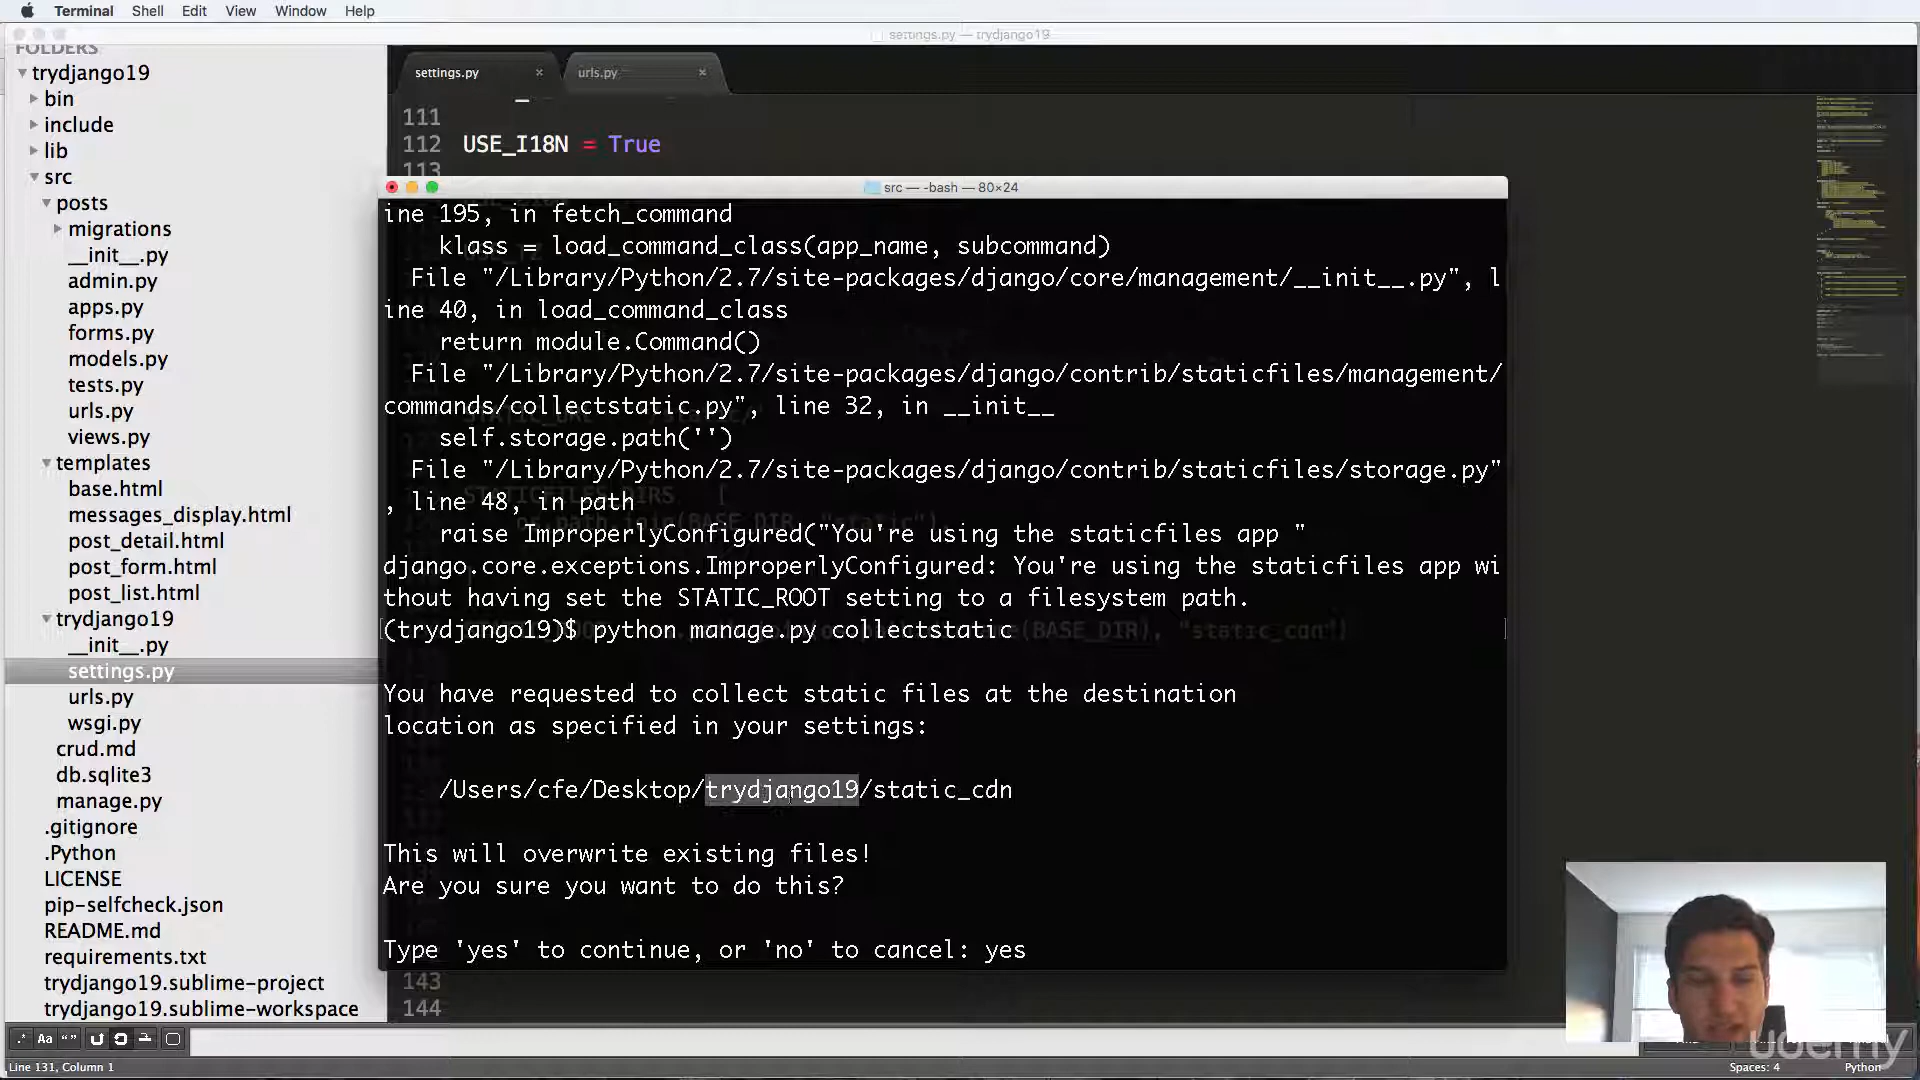 Terminal Shell Edit View Window Help
settings.py — trydjango19
FOLDERS
trydjango19
bin
include
lib
src
posts
migrations
__init__.py
admin.py
apps.py
forms.py
models.py
tests.py
urls.py
views.py
templates
base.html
messages_display.html
post_detail.html
post_form.html
post_list.html
trydjango19
__init__.py
settings.py
urls.py
wsgi.py
crud.md
db.sqlite3
manage.py
.gitignore
.Python
LICENSE
pip-selfcheck.json
README.md
requirements.txt
trydjango19.sublime-project
trydjango19.sublime-workspace
settings.py × urls.py ×
111
112 USE_I18N = True
113
src — -bash — 80×24
ine 195, in fetch_command
klass = load_command_class(app_name, subcommand)
File "/Library/Python/2.7/site-packages/django/core/management/__init__.py", l
ine 40, in load_command_class
return module.Command()
File "/Library/Python/2.7/site-packages/django/contrib/staticfiles/management/
commands/collectstatic.py", line 32, in __init__
self.storage.path('')
File "/Library/Python/2.7/site-packages/django/contrib/staticfiles/storage.py"
, line 48, in path
raise ImproperlyConfigured("You're using the staticfiles app "
django.core.exceptions.ImproperlyConfigured: You're using the staticfiles app wi
thout having set the STATIC_ROOT setting to a filesystem path.
(trydjango19)$ python manage.py collectstatic
You have requested to collect static files at the destination
location as specified in your settings:
/Users/cfe/Desktop/trydjango19/static_cdn
This will overwrite existing files!
Are you sure you want to do this?
Type 'yes' to continue, or 'no' to cancel: yes
143
144
Line 131, Column 1
Spaces: 4
Python
udemy